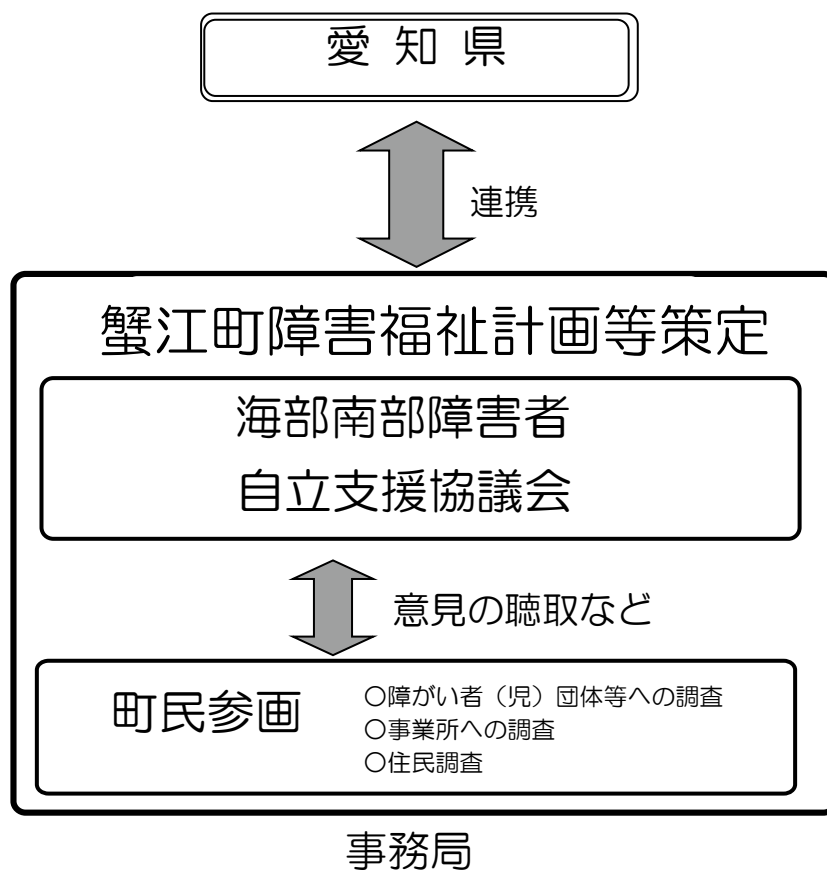 愛知県
連携
蟹江町障害福祉計画等策定
海部南部障害者
自立支援協議会
意見の聴取など
町民参画
○障がい者（児）団体等への調査
○事業所への調査
○住民調査
事務局